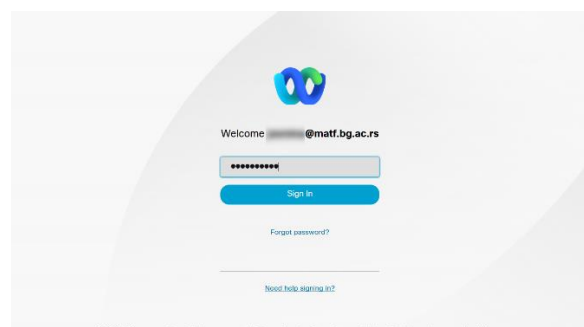 Welcome @matf.bg.ac.rs
Sign In
Forgot password?
Need help signing in?